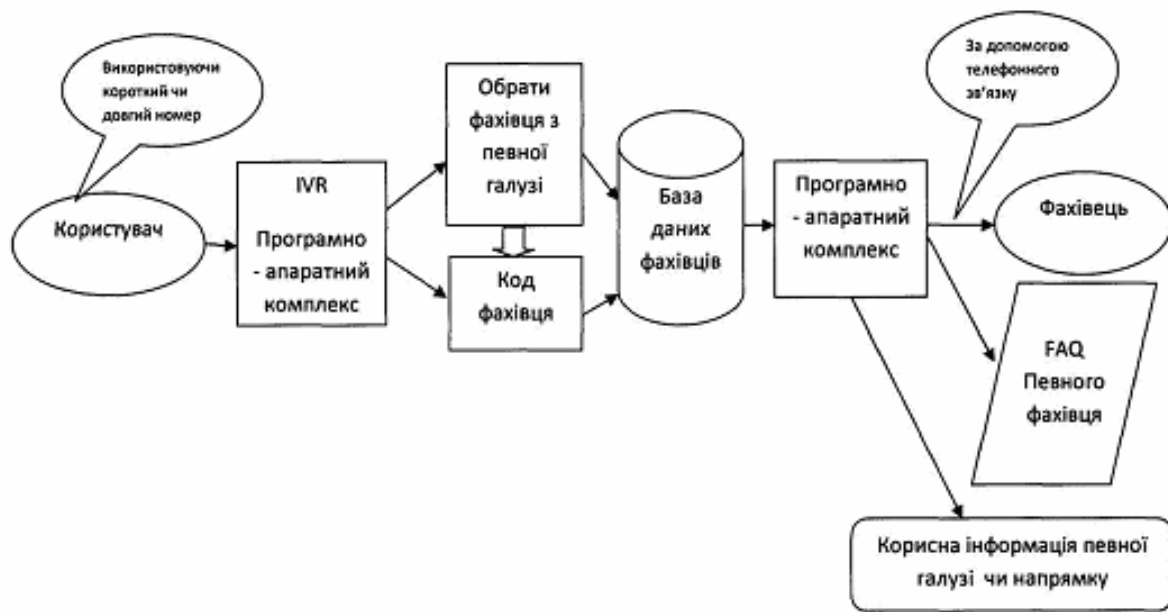 Використовуючи
короткий чи
довгий номер
Користувач
IVR
Програмно
- апаратний
комплекс
Обрати
фахівця з
певної
галузі
Код
фахівця
База
даних
фахівців
Програмно
- апаратний
комплекс
За допомогою
телефонного
зв'язку
Фахівець
FAQ
Певного
фахівця
Корисна інформація певної
галузі чи напрямку